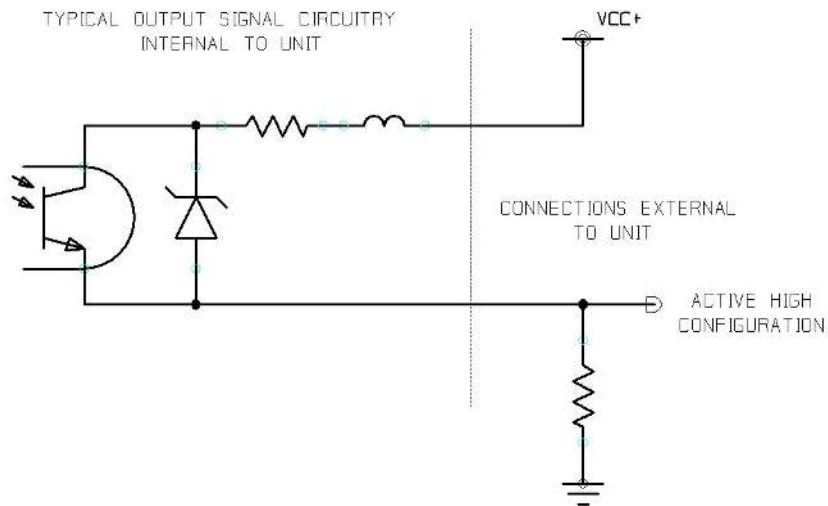 TYPICAL OUTPUT SIGNAL CIRCUITRY
INTERNAL TO UNIT
VCC+
CONNECTIONS EXTERNAL
TO UNIT
ACTIVE HIGH
CONFIGURATION